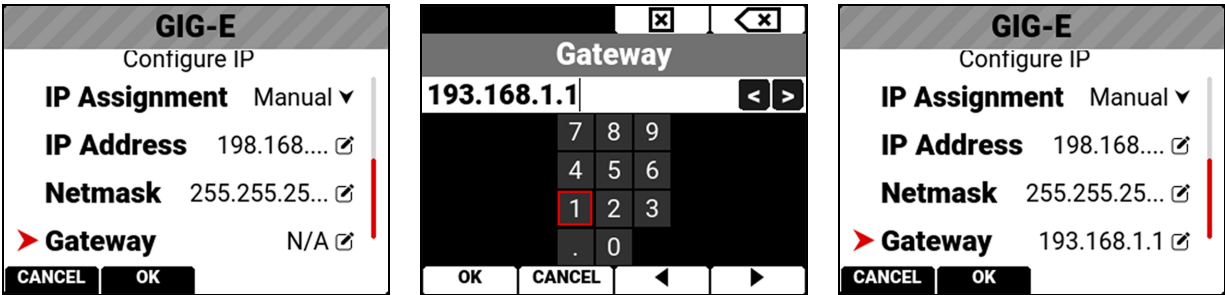 GIG-E
Configure IP
IP Assignment Manual
IP Address 198.168....
Netmask 255.255.25...
Gateway N/A
CANCEL OK
Gateway
193.168.1.1
< >
7 8 9
4 5 6
1 2 3
. 0
OK CANCEL
GIG-E
Configure IP
IP Assignment Manual
IP Address 198.168....
Netmask 255.255.25...
Gateway 193.168.1.1
CANCEL OK